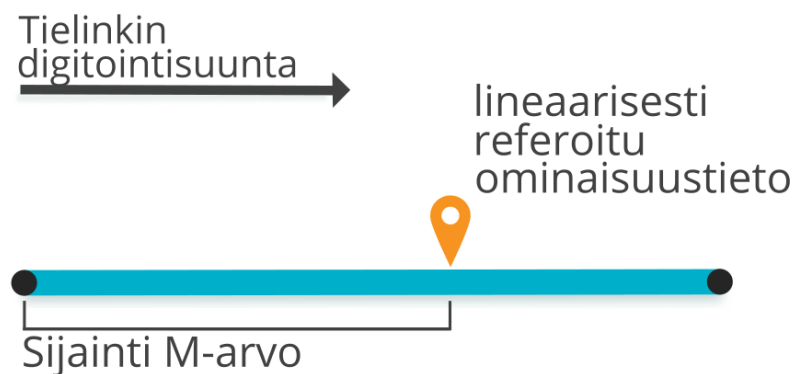 Tielinkin
digitointisuunta
lineaarisesti
referoitu
ominaisuustieto
Sijainti M-arvo